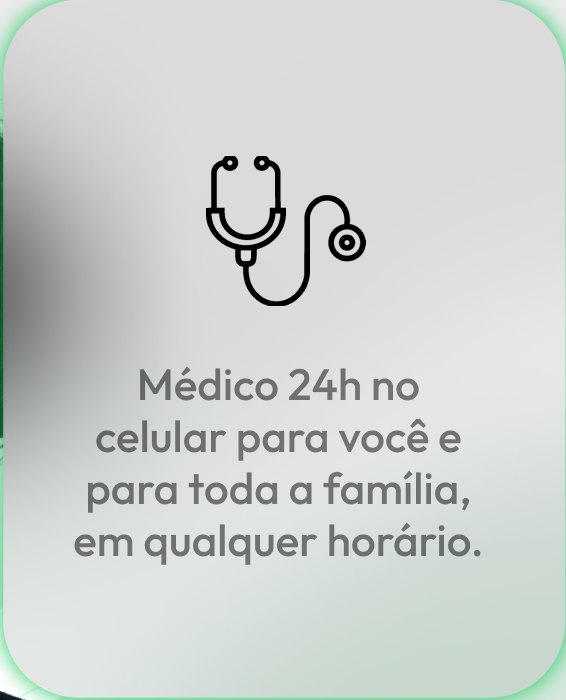 Médico 24h no
celular para você e
para toda a família,
em qualquer horário.